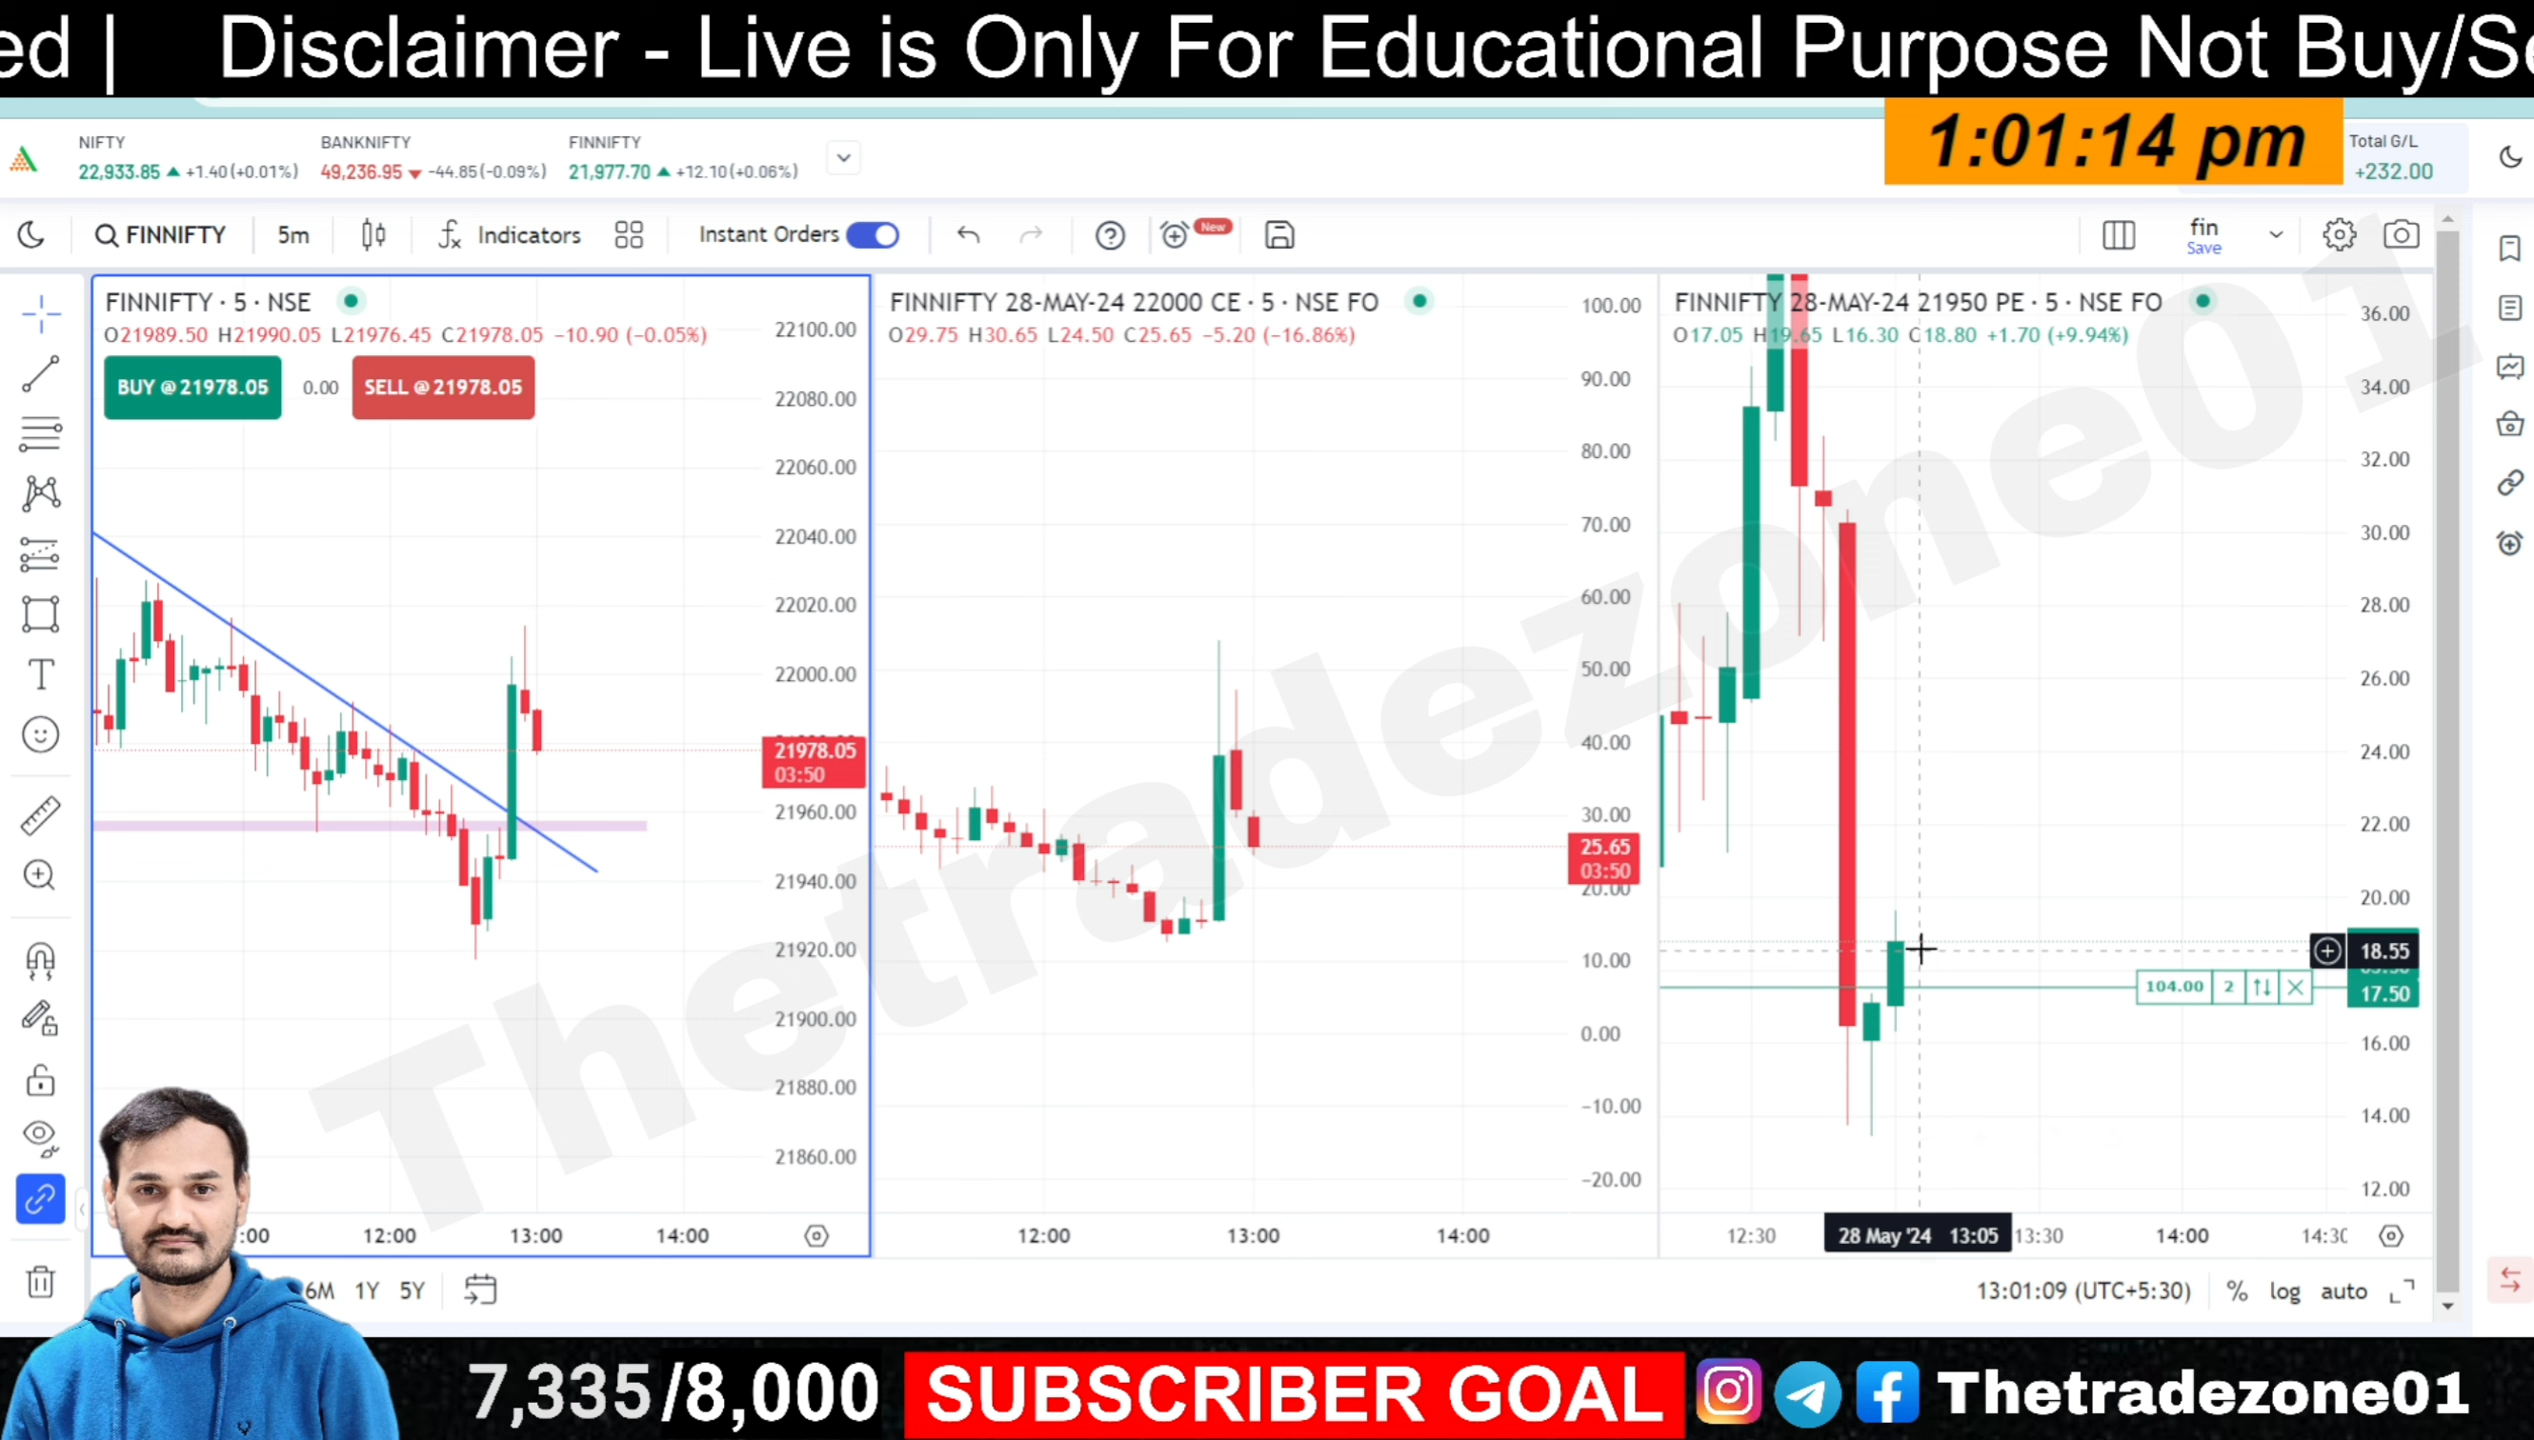 ed |    Disclaimer - Live is Only For Educational Purpose Not Buy/Se
1:01:14 pm
NIFTY
22,933.85 ▲ +1.40(+0.01%)
BANKNIFTY
49,236.95 ▼ -44.85(-0.09%)
FINNIFTY
21,977.70 ▲ +12.10(+0.06%)
Total G/L
+232.00
FINNIFTY 5m Indicators Instant Orders New
fin
Save
FINNIFTY · 5 · NSE
O21989.50 H21990.05 L21976.45 C21978.05 −10.90 (−0.05%)
BUY @ 21978.05 0.00 SELL @ 21978.05
22100.00
22080.00
22060.00
22040.00
22020.00
22000.00
21978.05
03:50
21960.00
21940.00
21920.00
21900.00
21880.00
21860.00
:00 12:00 13:00 14:00
FINNIFTY 28-MAY-24 22000 CE · 5 · NSE FO
O29.75 H30.65 L24.50 C25.65 −5.20 (−16.86%)
100.00
90.00
80.00
70.00
60.00
50.00
40.00
30.00
25.65
03:50
20.00
10.00
0.00
−10.00
−20.00
12:00 13:00 14:00
FINNIFTY 28-MAY-24 21950 PE · 5 · NSE FO
O17.05 H19.65 L16.30 C18.80 +1.70 (+9.94%)
36.00
34.00
32.00
30.00
28.00
26.00
24.00
22.00
20.00
18.55
104.00 2
17.50
16.00
14.00
12.00
12:30 28 May '24 13:05 13:30 14:00 14:30
Thetradezone01
6M 1Y 5Y
13:01:09 (UTC+5:30) % log auto
7,335/8,000 SUBSCRIBER GOAL Thetradezone01